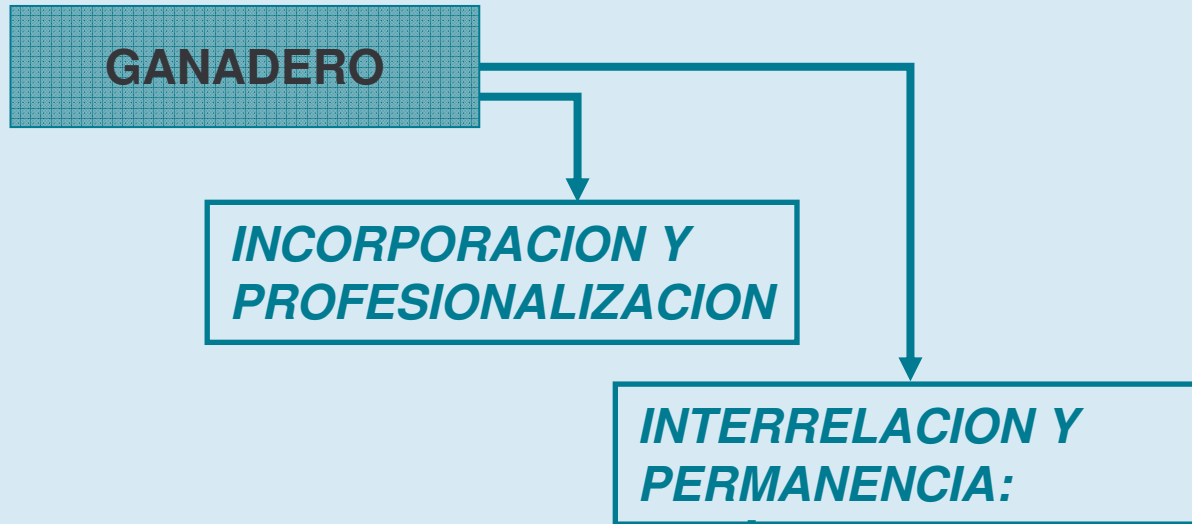 GANADERO
INCORPORACION Y
PROFESIONALIZACION
INTERRELACION Y
PERMANENCIA: